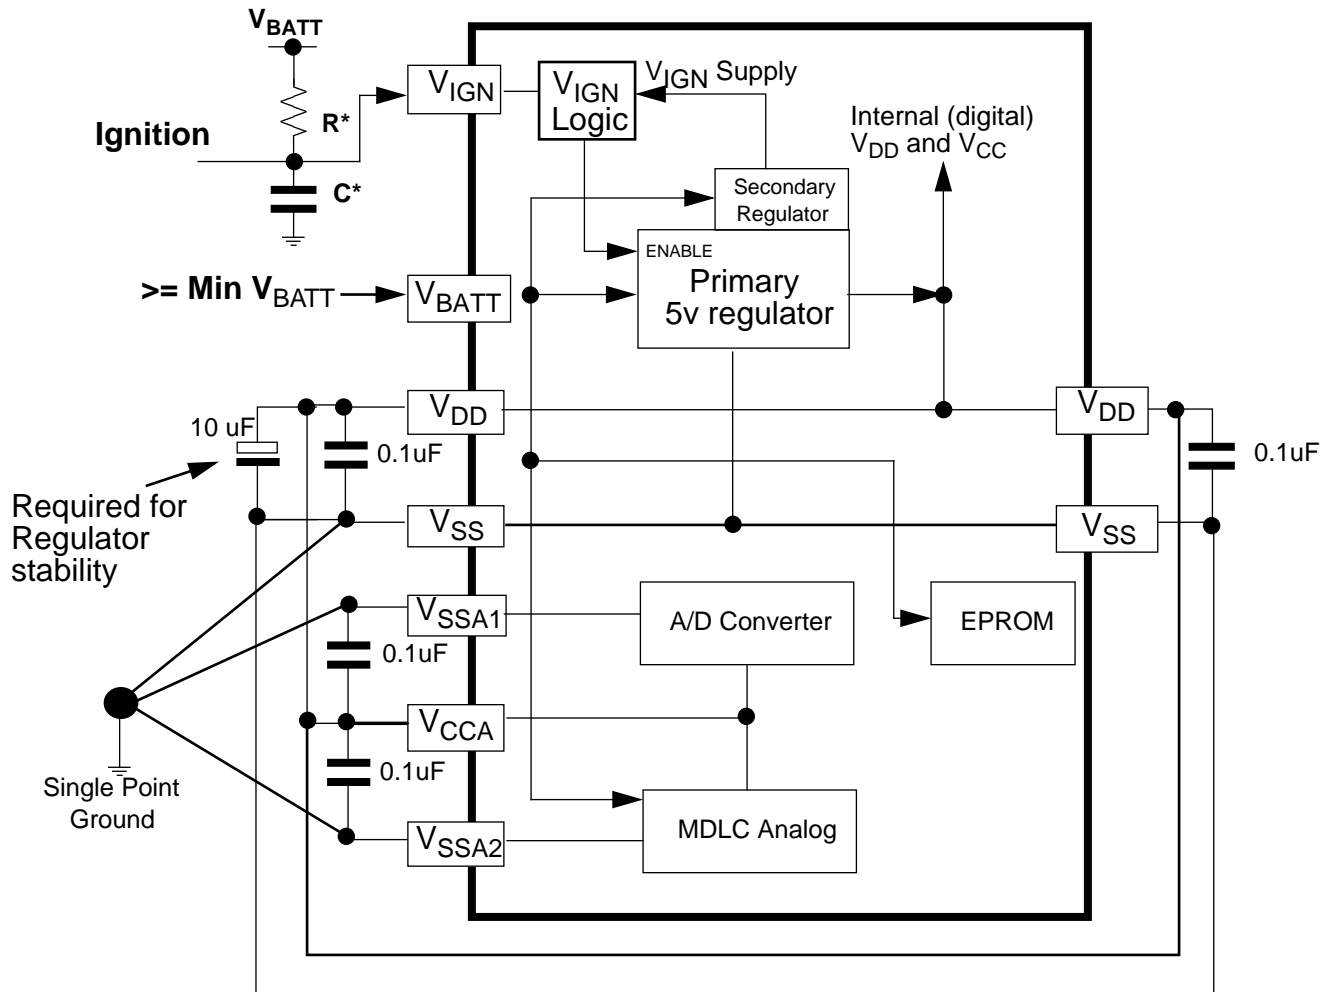 VBATT
R*
Ignition
C*
VIGN
VIGN
Logic
VIGN Supply
Internal (digital)
VDD and VCC
Secondary
Regulator
ENABLE
Primary
5v regulator
>= Min VBATT
VBATT
VDD
VDD
10 uF
0.1uF
0.1uF
Required for
Regulator
stability
VSS
VSS
VSSA1
A/D Converter
EPROM
0.1uF
VCCA
0.1uF
Single Point
Ground
VSSA2
MDLC Analog